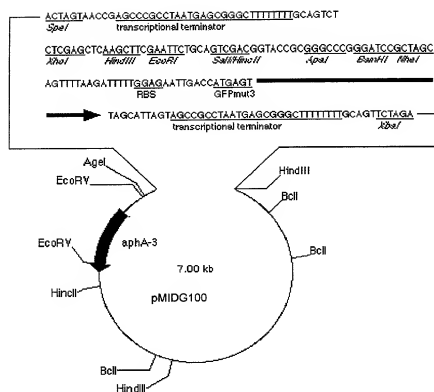 ACTAGTAACCGAGCCCGCCTAATGAGCGGGCTTTTTTTTGCAGTCT
SpeI transcriptional terminator
CTCGAGCTCAAGCTTCGAATTCTGCAGTCGACGGTACCGCGGGCCCGGGATCCGCTAGC
XhoI HindIII EcoRI SalI/HincII ApaI BamHI NheI
AGTTTTAAGATTTTTGGAGAATTGACCATGAGT
RBS GFPmut3
TAGCATTAGTAGCCCGCCTAATGAGCGGGCTTTTTTTTGCAGTTCTAGA
transcriptional terminator XbaI
AgeI
EcoRV
HindIII
BclI
EcoRV
aphA-3
BclI
7.00 kb
HincII
pMIDG100
BclI
HindIII